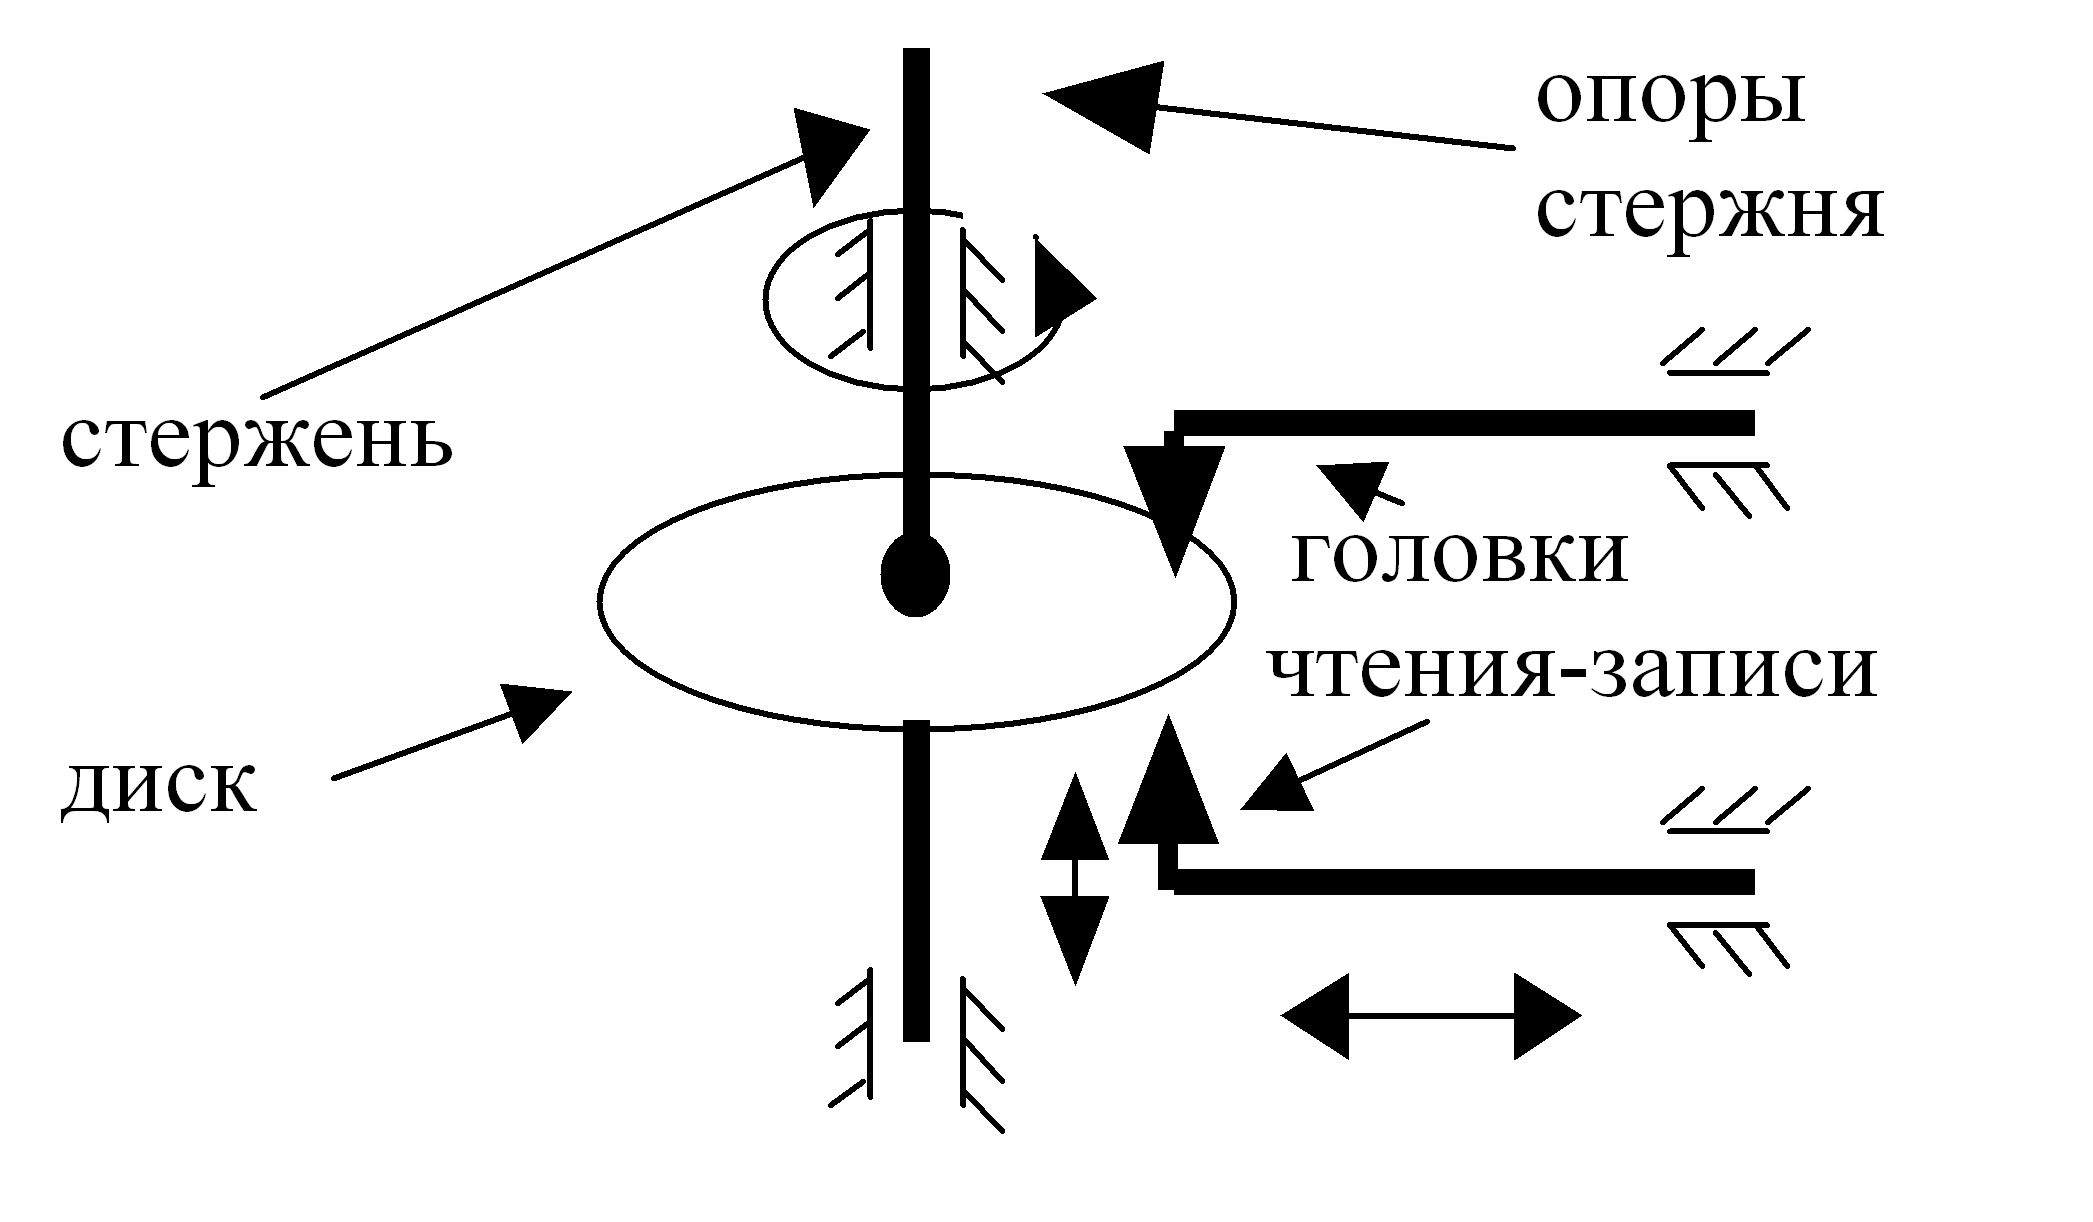 опоры
стержня
стержень
головки
чтения-записи
диск